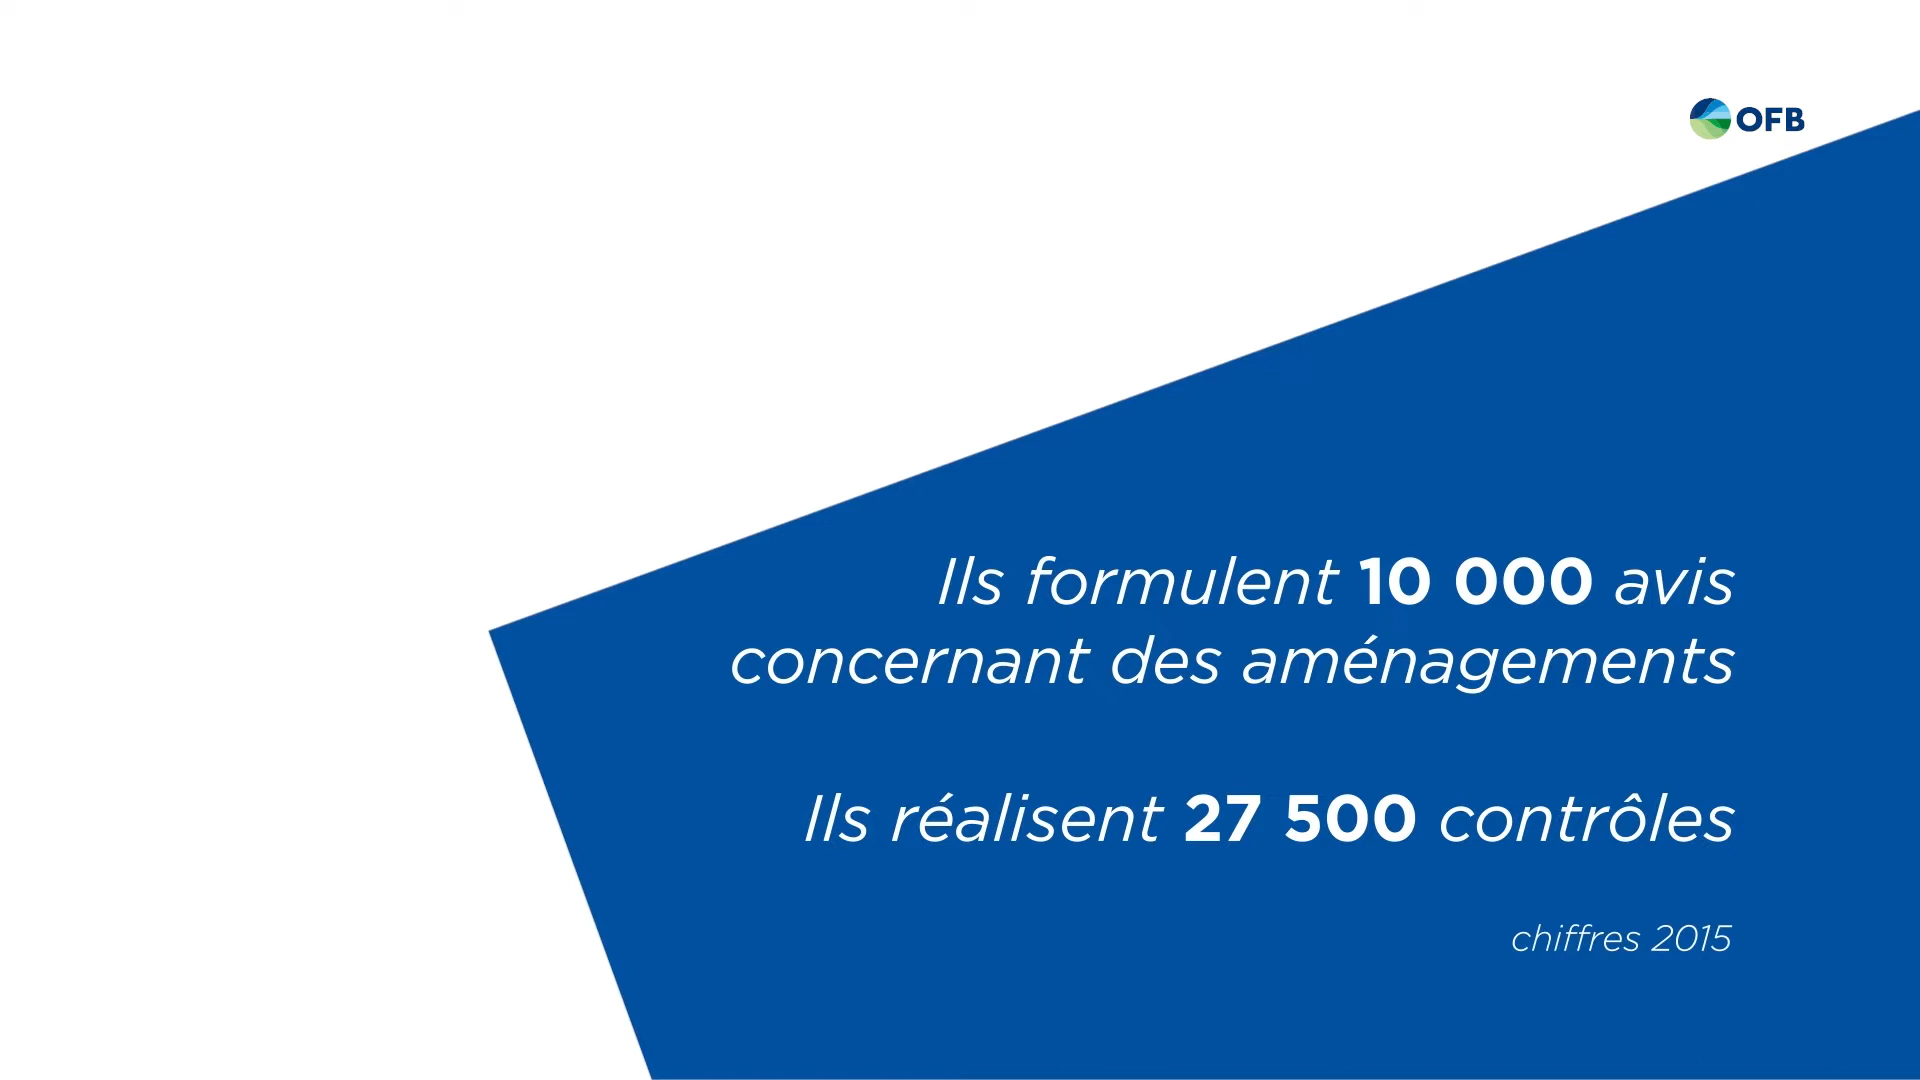 OFB
Ils formulent 10 000 avis
concernant des aménagements
Ils réalisent 27 500 contrôles
chiffres 2015